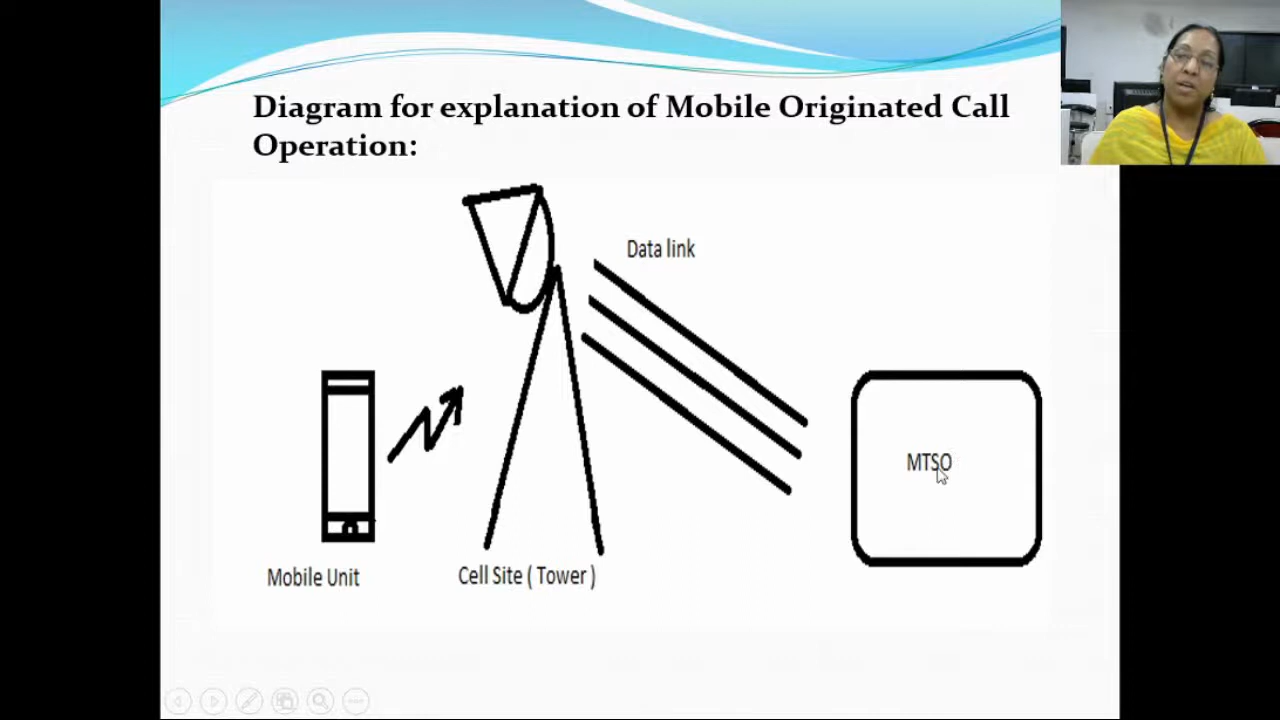 Diagram for explanation of Mobile Originated Call
Operation:
Data link
MTSO
Mobile Unit
Cell Site ( Tower )